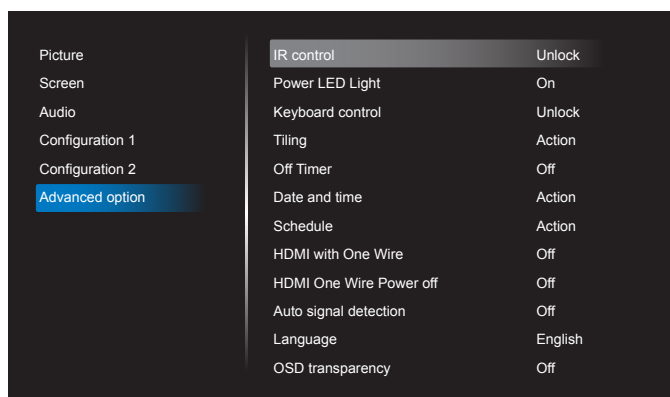 Picture
Screen
Audio
Configuration 1
Configuration 2
Advanced option
IR control Unlock
Power LED Light On
Keyboard control Unlock
Tiling Action
Off Timer Off
Date and time Action
Schedule Action
HDMI with One Wire Off
HDMI One Wire Power off Off
Auto signal detection Off
Language English
OSD transparency Off